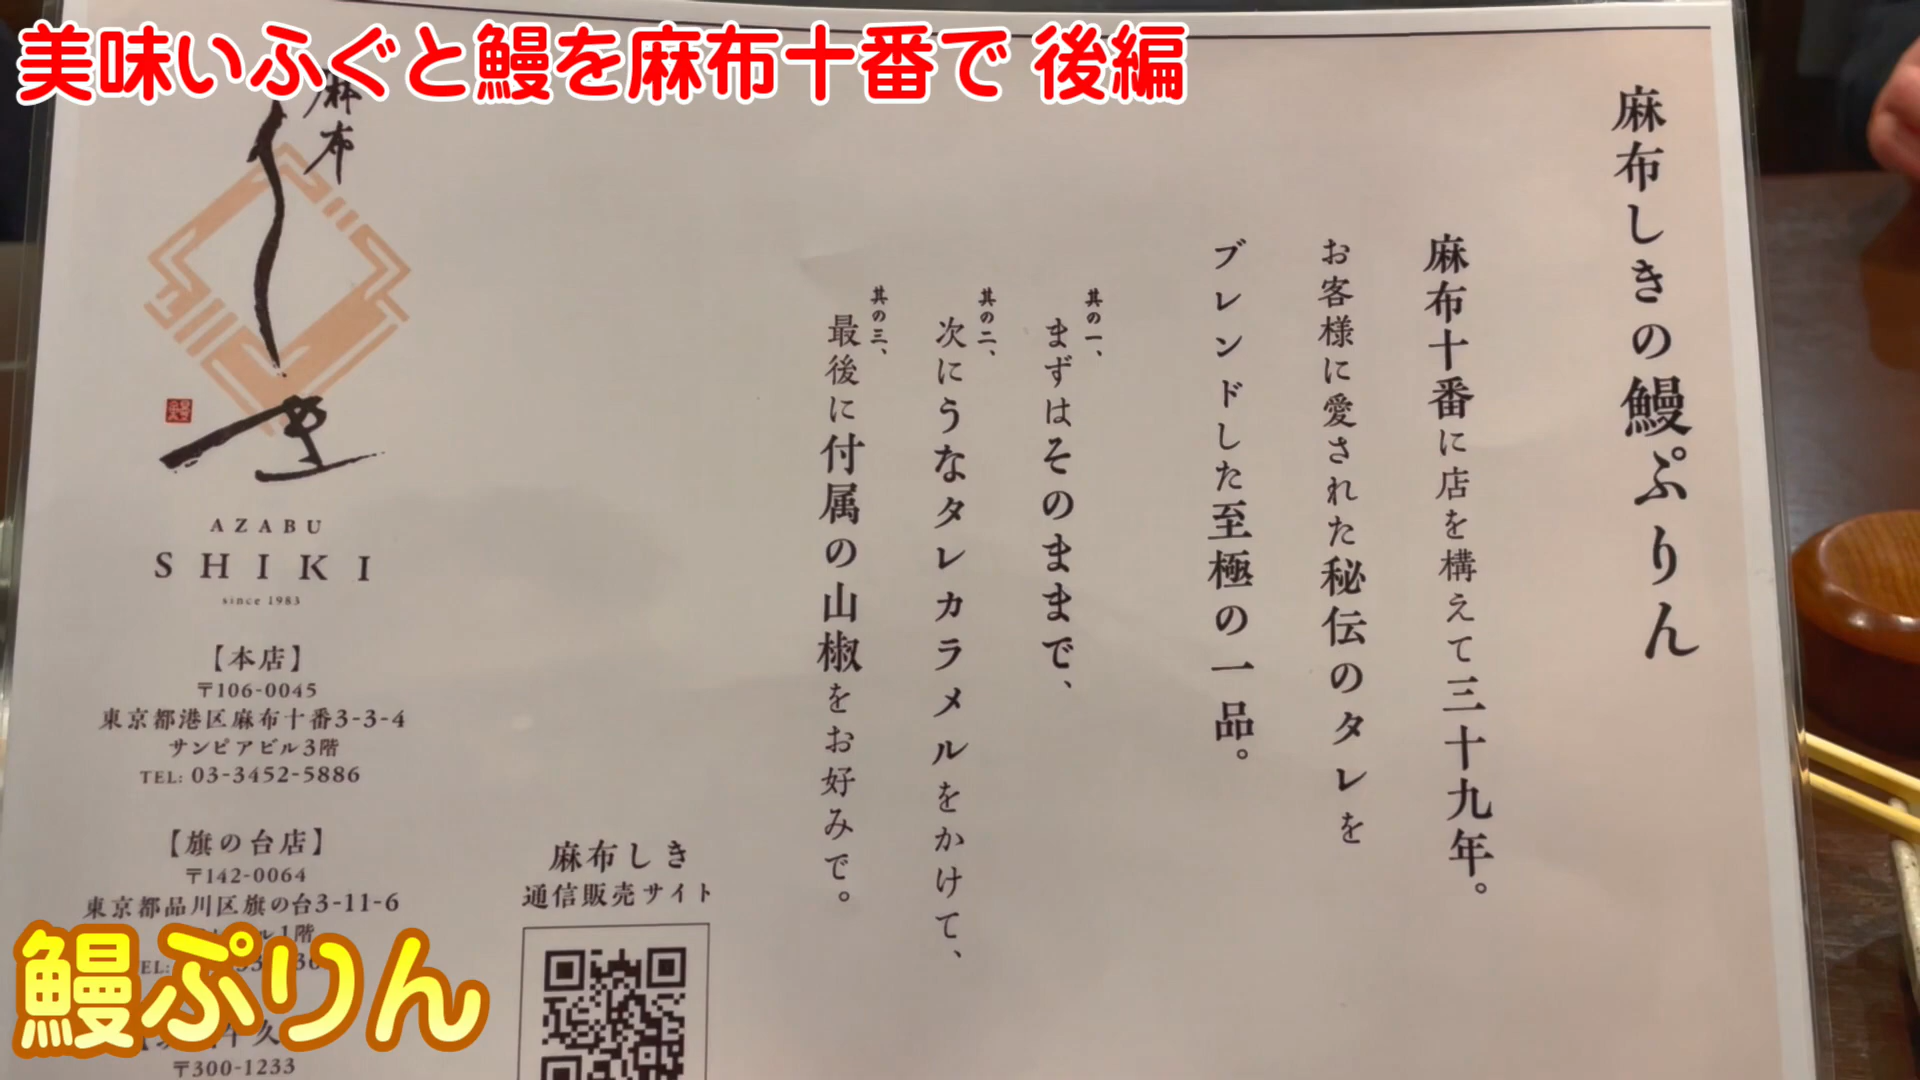 美味いふぐと鰻を麻布十番で 後編
麻布しきの鰻ぷりん
麻布十番に店を構えて三十九年。
お客様に愛された秘伝のタレを
ブレンドした至極の一品。
其の一、
まずはそのままで、
其の二、
次にうなタレカラメルをかけて、
其の三、
最後に付属の山椒をお好みで。
麻布
しき
鰻
AZABU
SHIKI
since 1983
【本店】
〒106-0045
東京都港区麻布十番3-3-4
サンピアビル3階
TEL: 03-3452-5886
【旗の台店】
〒142-0064
東京都品川区旗の台3-11-6
ル1階
〒300-1233
麻布しき
通信販売サイト
鰻ぷりん